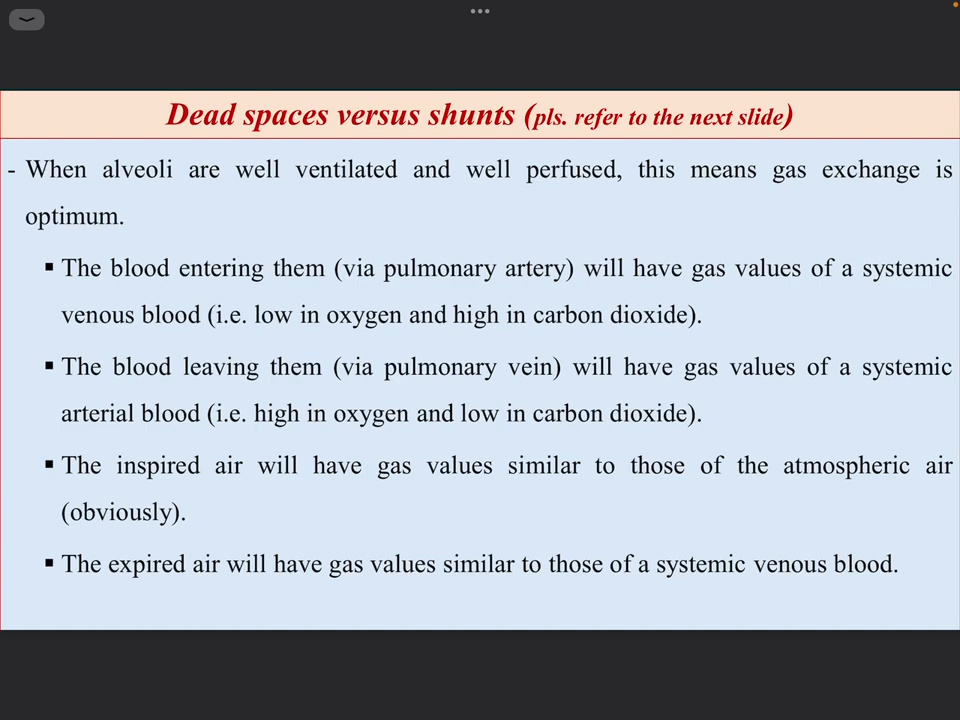 Dead spaces versus shunts (pls. refer to the next slide)
- When alveoli are well ventilated and well perfused, this means gas exchange is
optimum.
▪ The blood entering them (via pulmonary artery) will have gas values of a systemic
venous blood (i.e. low in oxygen and high in carbon dioxide).
▪ The blood leaving them (via pulmonary vein) will have gas values of a systemic
arterial blood (i.e. high in oxygen and low in carbon dioxide).
▪ The inspired air will have gas values similar to those of the atmospheric air
(obviously).
▪ The expired air will have gas values similar to those of a systemic venous blood.